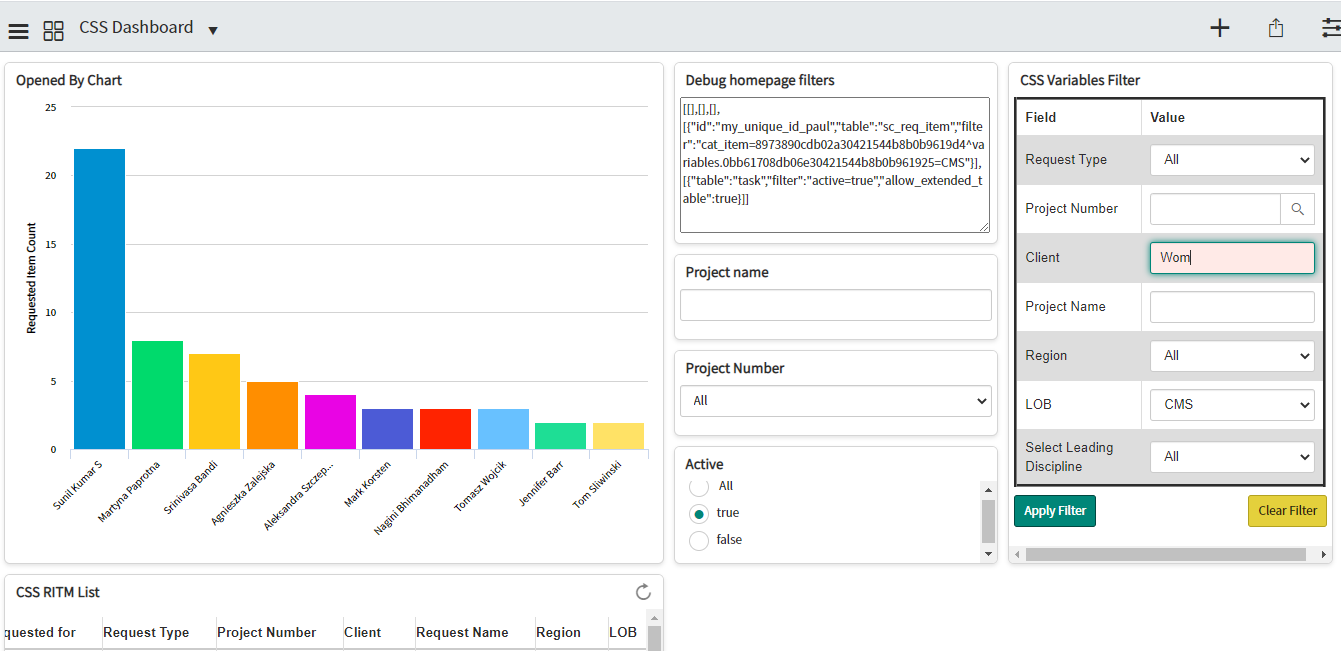 CSS Dashboard ▼
Opened By Chart
25
20
15
10
5
0
Requested Item Count
Sunil Kumar S
Martyna Paprotna
Srinivasa Bandi
Agnieszka Zalejska
Aleksandra Szczep...
Mark Korsten
Nagini Bhimanadham
Tomasz Wojcik
Jennifer Barr
Tom Sliwinski
CSS RITM List
quested for Request Type Project Number Client Request Name Region LOB
Debug homepage filters
[[],[],[],
[{"id":"my_unique_id_paul","table":"sc_req_item","filte
r":"cat_item=8973890cdb02a30421544b8b0b9619d4^va
riables.0bb61708db06e30421544b8b0b961925=CMS"}],
[{"table":"task","filter":"active=true","allow_extended_t
able":true}]]
Project name
Project Number
All
Active
All
true
false
CSS Variables Filter
Field Value
Request Type All
Project Number
Client Wom
Project Name
Region All
LOB CMS
Select Leading
Discipline All
Apply Filter Clear Filter